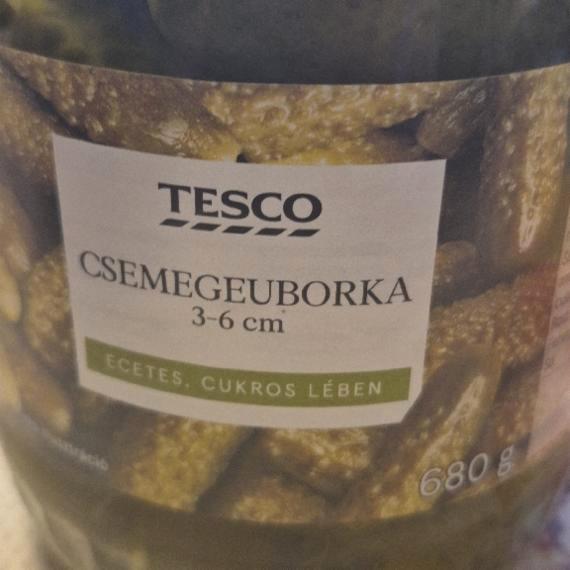 TESCO
CSEMEGEUBORKA
3-6 cm
ECETES, CUKROS LÉBEN
680 g